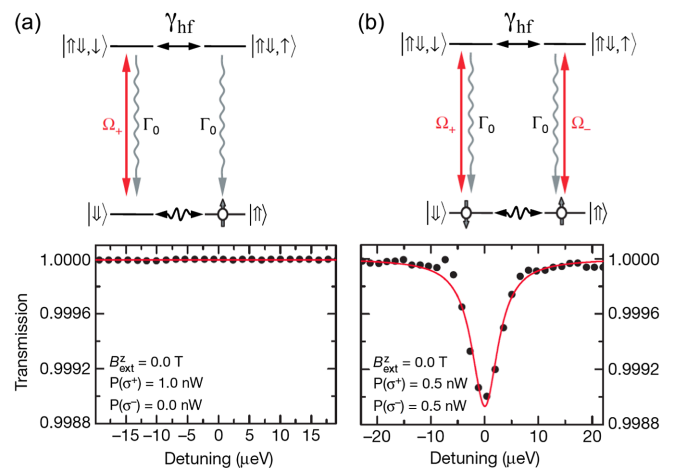 (a)
γhf
|⇑⇓,↓⟩ |⇑⇓,↑⟩
Ω+ Γ0 Γ0
|⇓⟩ |⇑⟩
1.0000
0.9996
0.9992
0.9988
Transmission
B^z_ext = 0.0 T
P(σ+) = 1.0 nW
P(σ−) = 0.0 nW
−15 −10 −5 0 5 10 15
Detuning (μeV)
(b)
γhf
|⇑⇓,↓⟩ |⇑⇓,↑⟩
Ω+ Γ0 Γ0 Ω−
|⇓⟩ |⇑⟩
1.0000
0.9996
0.9992
0.9988
B^z_ext = 0.0 T
P(σ+) = 0.5 nW
P(σ−) = 0.5 nW
−20 −10 0 10 20
Detuning (μeV)